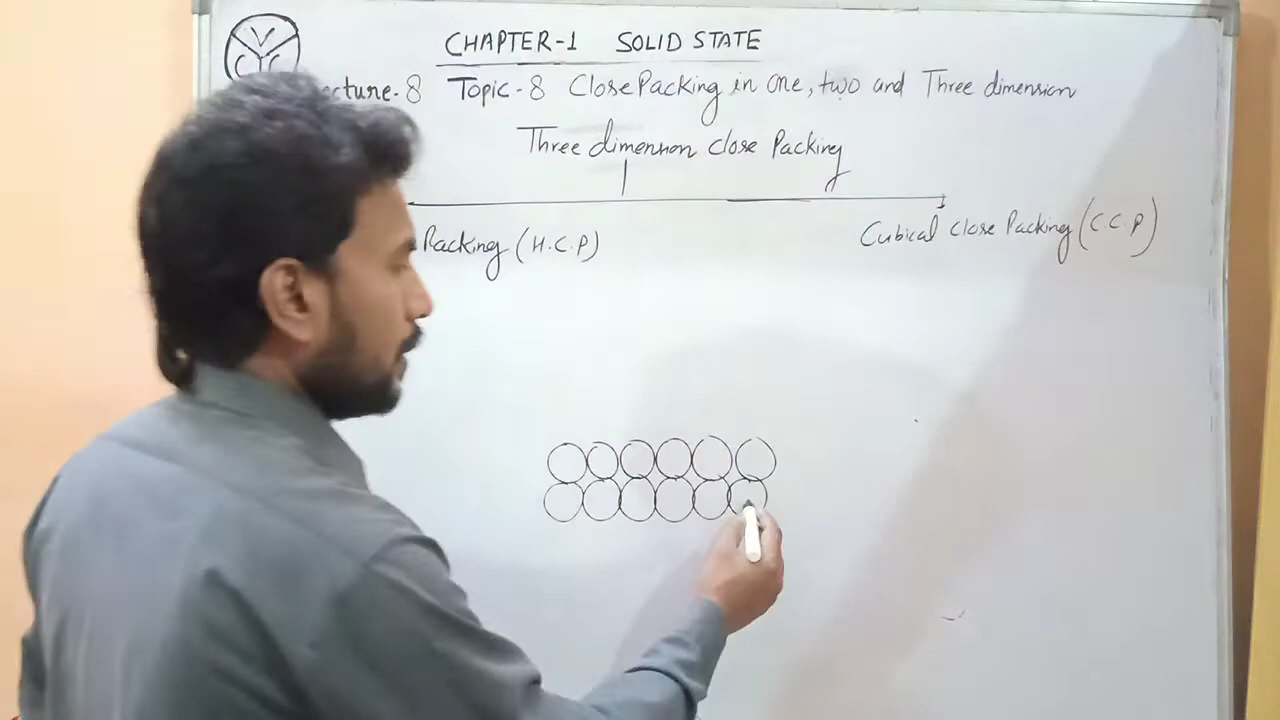 CHAPTER-1 SOLID STATE
ecture-8 Topic-8 Close Packing in one, two and Three dimension
Three dimension close Packing
Packing (H.C.P) Cubical close Packing (C.C.P)